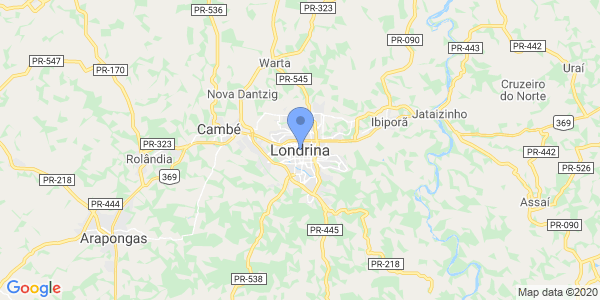 PR-323
PR-536
PR-090
PR-443
PR-442
PR-547
Warta
Uraí
PR-170
PR-545
Cruzeiro
do Norte
Nova Dantzig
Jataizinho
Ibiporã
369
Cambé
PR-323
Londrina
PR-442
Rolândia
PR-526
369
PR-218
Assaí
PR-444
PR-090
PR-445
Arapongas
PR-218
PR-538
Google
Map data ©2020